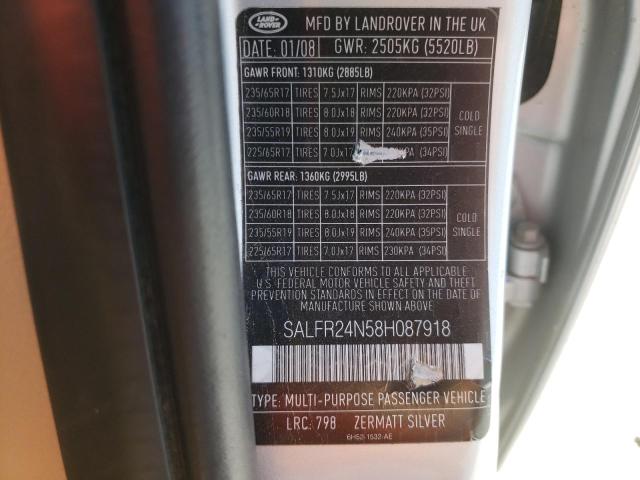 LAND ROVER
MFD BY LANDROVER IN THE UK
DATE: 01/08 GWR: 2505KG (5520LB)
GAWR FRONT: 1310KG (2885LB)
235/65R17 TIRES 7.5Jx17 RIMS 220KPA (32PSI)
235/60R18 TIRES 8.0Jx18 RIMS 220KPA (32PSI)
235/55R19 TIRES 8.0Jx19 RIMS 240KPA (35PSI)
225/65R17 TIRES 7.0Jx17 (34PSI)
COLD
SINGLE
GAWR REAR: 1360KG (2995LB)
235/65R17 TIRES 7.5Jx17 RIMS 220KPA (32PSI)
235/60R18 TIRES 8.0Jx18 RIMS 220KPA (32PSI)
235/55R19 TIRES 8.0Jx19 RIMS 240KPA (35PSI)
225/65R17 TIRES 7.0Jx17 RIMS 230KPA (34PSI)
COLD
SINGLE
THIS VEHICLE CONFORMS TO ALL APPLICABLE
U.S. FEDERAL MOTOR VEHICLE SAFETY AND THEFT
PREVENTION STANDARDS IN EFFECT ON THE DATE
OF MANUFACTURE SHOWN ABOVE
SALFR24N58H087918
TYPE: MULTI-PURPOSE PASSENGER VEHICLE
LRC: 798 ZERMATT SILVER
6H52-1532-AE